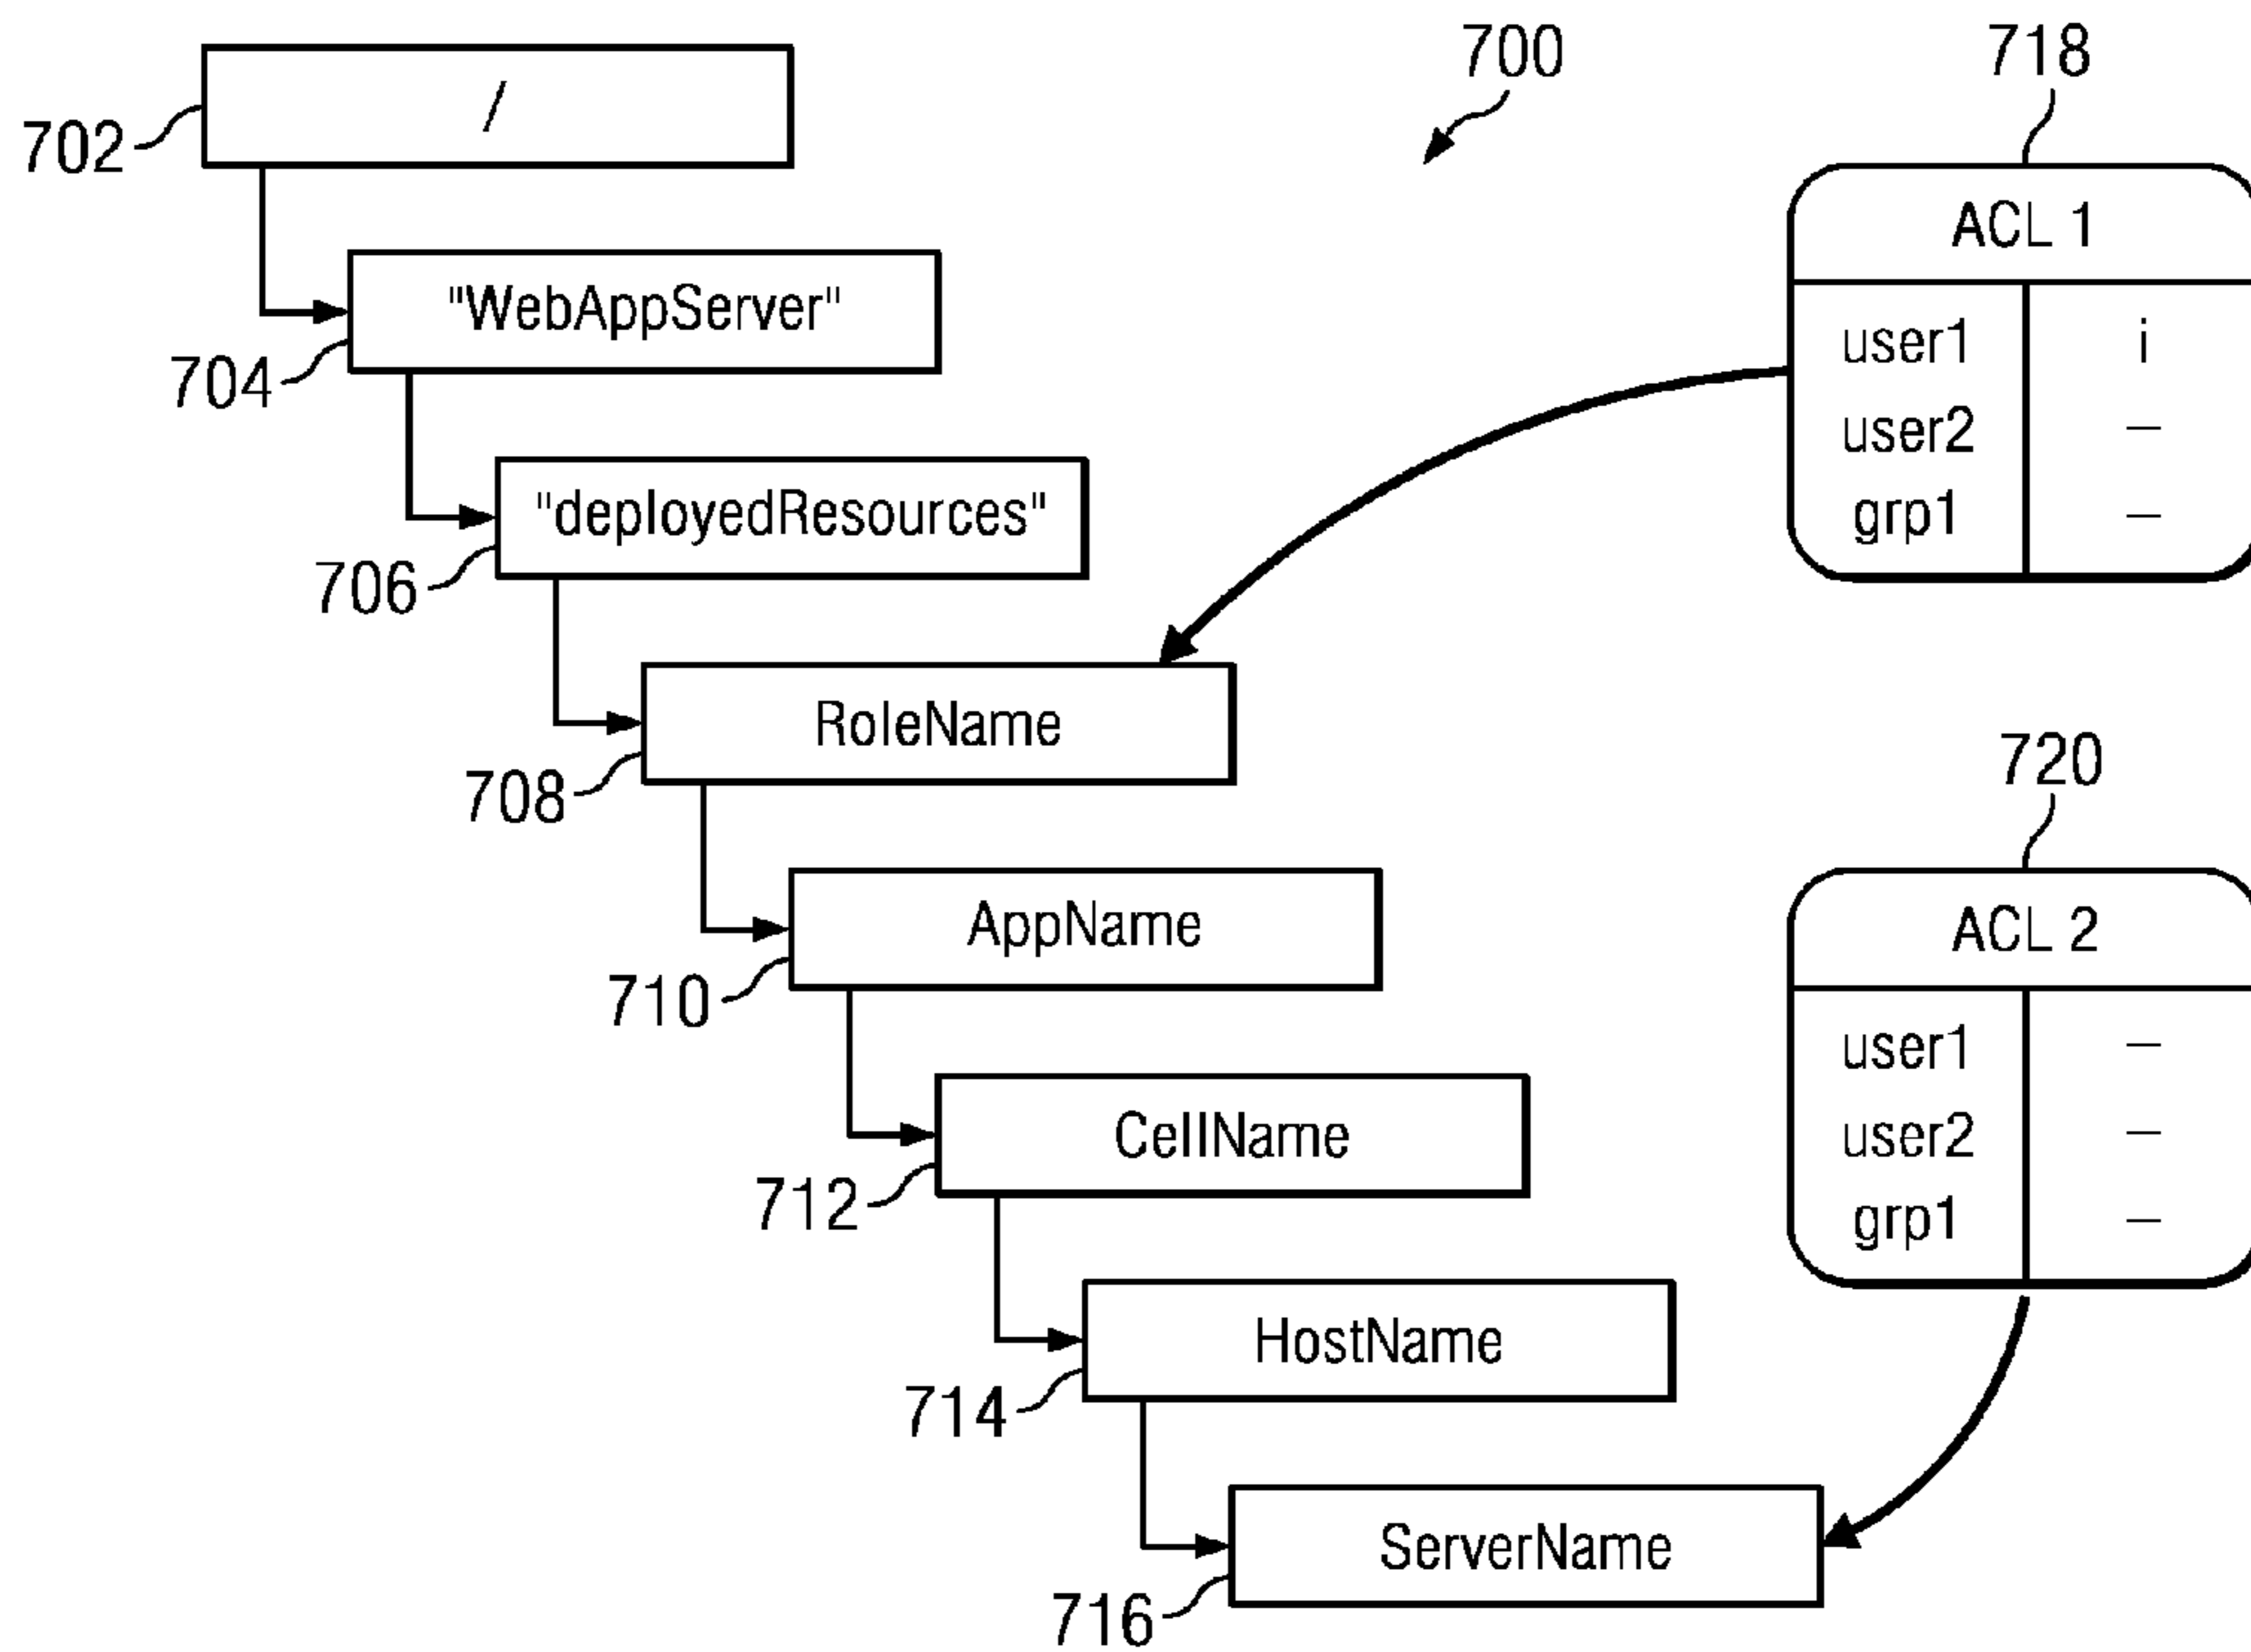 700
718
/
702
ACL 1
"WebAppServer"
user1 i
704
user2 –
"deployedResources"
grp1 –
706
RoleName
708
720
AppName
ACL 2
710
user1 –
CellName
user2 –
712
grp1 –
HostName
714
ServerName
716